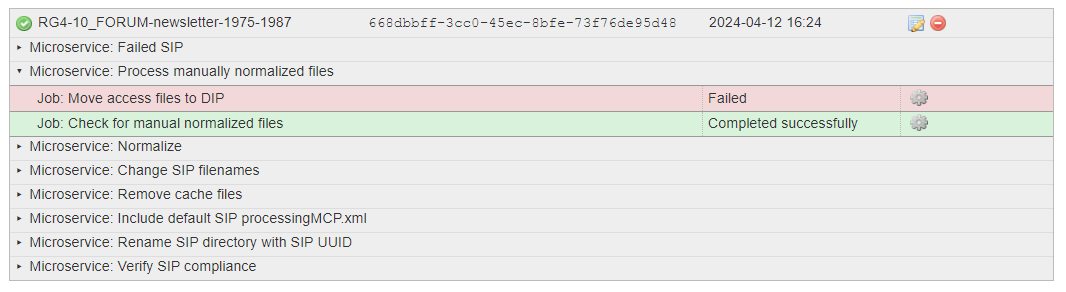 RG4-10_FORUM-newsletter-1975-1987 668dbbff-3cc0-45ec-8bfe-73f76de95d48 2024-04-12 16:24
Microservice: Failed SIP
Microservice: Process manually normalized files
Job: Move access files to DIP Failed
Job: Check for manual normalized files Completed successfully
Microservice: Normalize
Microservice: Change SIP filenames
Microservice: Remove cache files
Microservice: Include default SIP processingMCP.xml
Microservice: Rename SIP directory with SIP UUID
Microservice: Verify SIP compliance